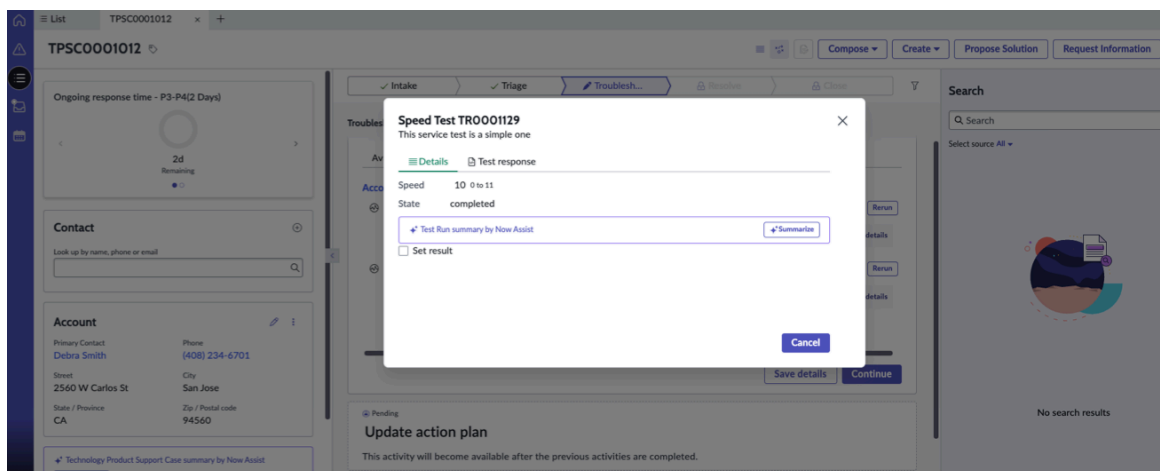 List
TPSC0001012
TPSC0001012
Compose
Create
Propose Solution
Request Information
Ongoing response time - P3-P4(2 Days)
2d
Remaining
Contact
Look up by name, phone or email
Account
Primary Contact
Debra Smith
Phone
(408) 234-6701
Street
2560 W Carlos St
City
San Jose
State / Province
CA
Zip / Postal code
94560
Technology Product Support Case summary by Now Assist
Intake
Triage
Troublesh...
Resolve
Close
Troubles
Av
Acco
Speed Test TR0001129
This service test is a simple one
Details
Test response
Speed
10 0 to 11
State
completed
Test Run summary by Now Assist
Summarize
Set result
Cancel
Rerun
details
Rerun
details
Save details
Continue
Pending
Update action plan
This activity will become available after the previous activities are completed.
Search
Search
Select source All
No search results